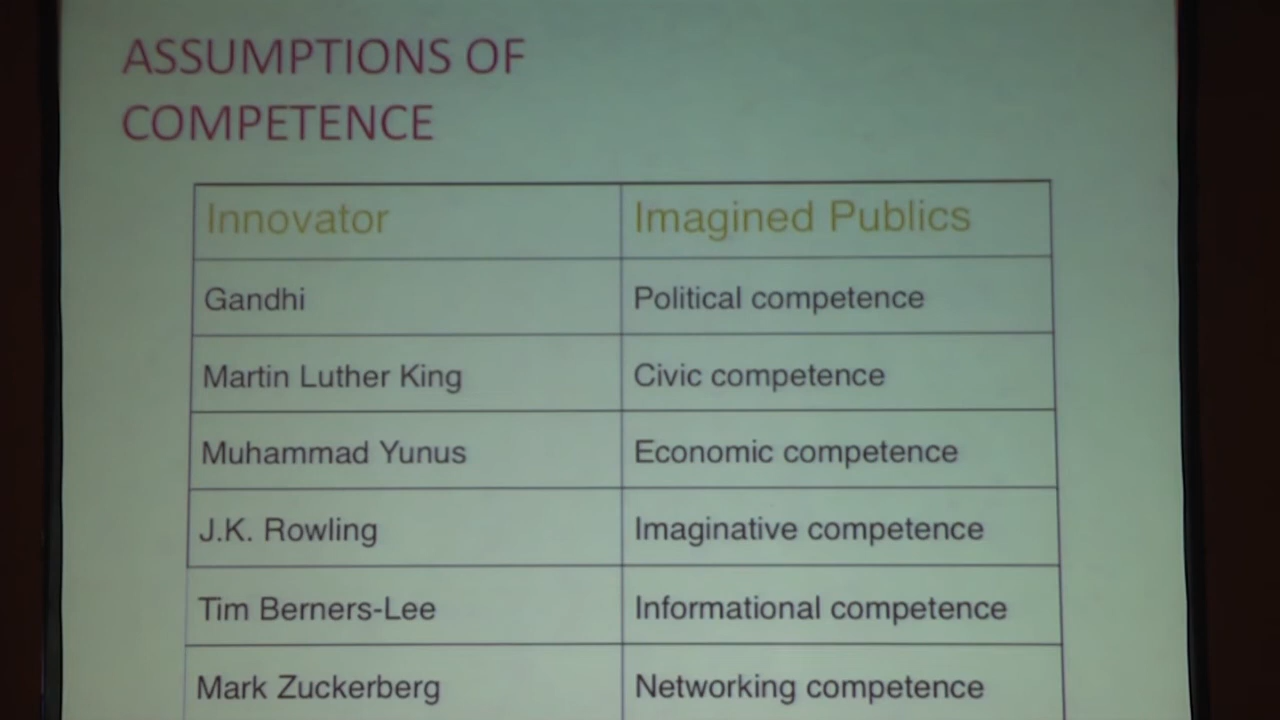 ASSUMPTIONS OF
COMPETENCE
Innovator Imagined Publics
Gandhi Political competence
Martin Luther King Civic competence
Muhammad Yunus Economic competence
J.K. Rowling Imaginative competence
Tim Berners-Lee Informational competence
Mark Zuckerberg Networking competence